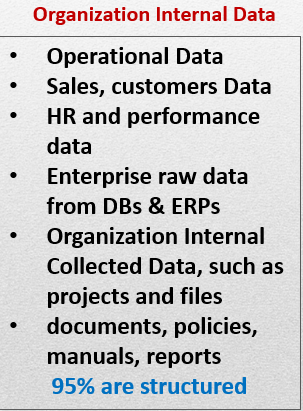 Organization Internal Data
• Operational Data
• Sales, customers Data
• HR and performance
data
• Enterprise raw data
from DBs & ERPs
• Organization Internal
Collected Data, such as
projects and files
• documents, policies,
manuals, reports
95% are structured